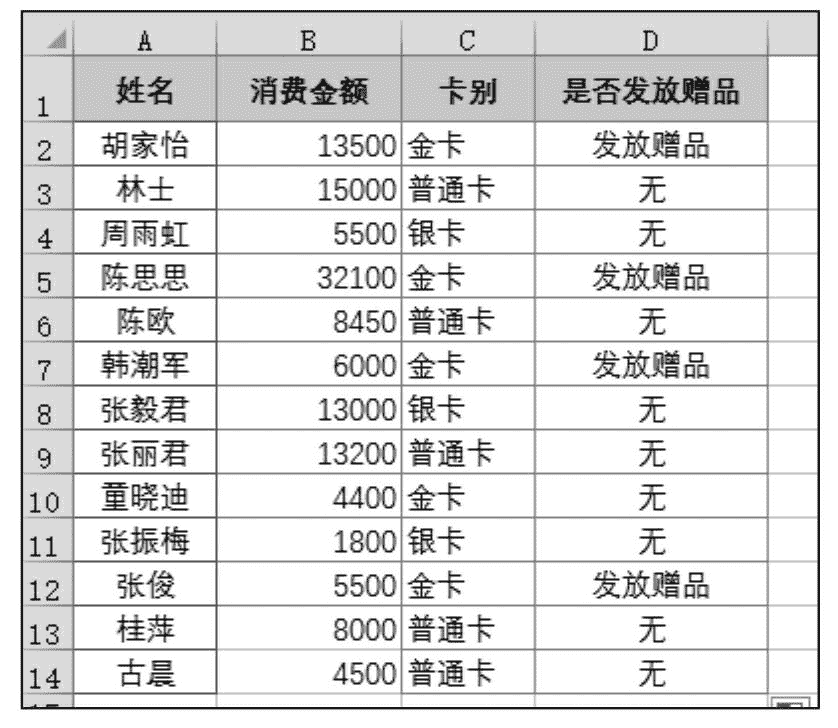 A B C D
1 姓名 消费金额 卡别 是否发放赠品
2 胡家怡 13500 金卡 发放赠品
3 林士 15000 普通卡 无
4 周雨虹 5500 银卡 无
5 陈思思 32100 金卡 发放赠品
6 陈欧 8450 普通卡 无
7 韩潮军 6000 金卡 发放赠品
8 张毅君 13000 银卡 无
9 张丽君 13200 普通卡 无
10 童晓迪 4400 金卡 无
11 张振梅 1800 银卡 无
12 张俊 5500 金卡 发放赠品
13 桂萍 8000 普通卡 无
14 古晨 4500 普通卡 无